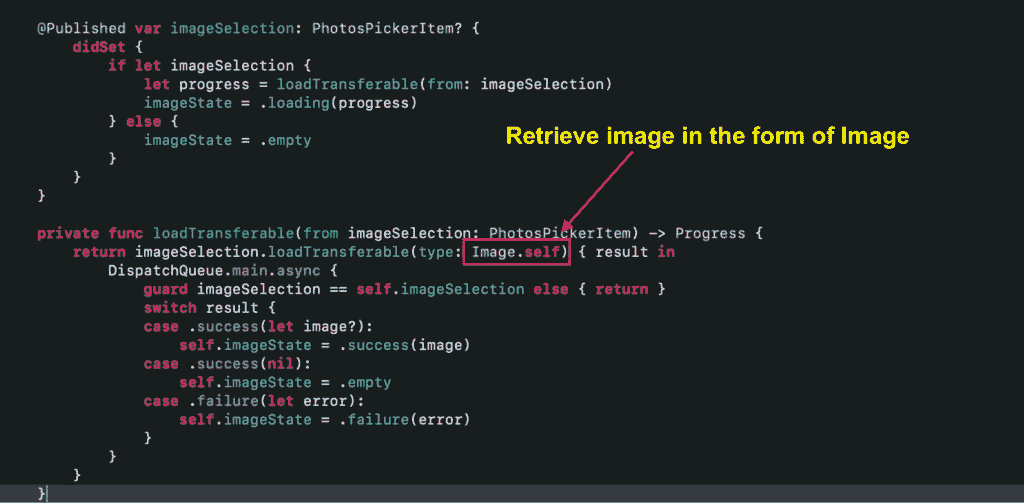 @Published var imageSelection: PhotosPickerItem? {
didSet {
if let imageSelection {
let progress = loadTransferable(from: imageSelection)
imageState = .loading(progress)
} else {
imageState = .empty
}
}
}
Retrieve image in the form of Image
private func loadTransferable(from imageSelection: PhotosPickerItem) -> Progress {
return imageSelection.loadTransferable(type: Image.self) { result in
DispatchQueue.main.async {
guard imageSelection == self.imageSelection else { return }
switch result {
case .success(let image?):
self.imageState = .success(image)
case .success(nil):
self.imageState = .empty
case .failure(let error):
self.imageState = .failure(error)
}
}
}
}